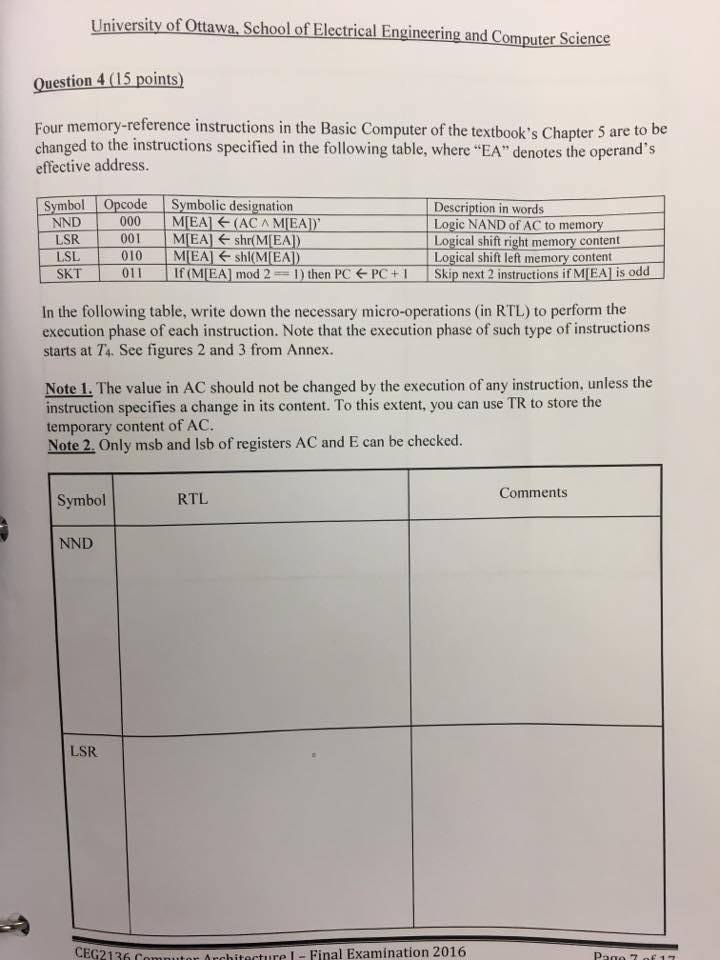 University of Ottawa, School of Electrical Engineering and Computer Science
Question 4 (15 points)
Four memory-reference instructions in the Basic Computer of the textbook's Chapter 5 are to be
changed to the instructions specified in the following table, where "EA" denotes the operand's
effective address.
Symbol Opcode Symbolic designation Description in words
NND 000 M[EA] ← (AC ∧ M[EA])' Logic NAND of AC to memory
LSR 001 M[EA] ← shr(M[EA]) Logical shift right memory content
LSL 010 M[EA] ← shl(M[EA]) Logical shift left memory content
SKT 011 If (M[EA] mod 2 == 1) then PC ← PC + 1 Skip next 2 instructions if M[EA] is odd
In the following table, write down the necessary micro-operations (in RTL) to perform the
execution phase of each instruction. Note that the execution phase of such type of instructions
starts at T4. See figures 2 and 3 from Annex.
Note 1. The value in AC should not be changed by the execution of any instruction, unless the
instruction specifies a change in its content. To this extent, you can use TR to store the
temporary content of AC.
Note 2. Only msb and lsb of registers AC and E can be checked.
Symbol RTL Comments
NND
LSR
CEG2136 Computer Architecture I – Final Examination 2016 Page 7 of 17